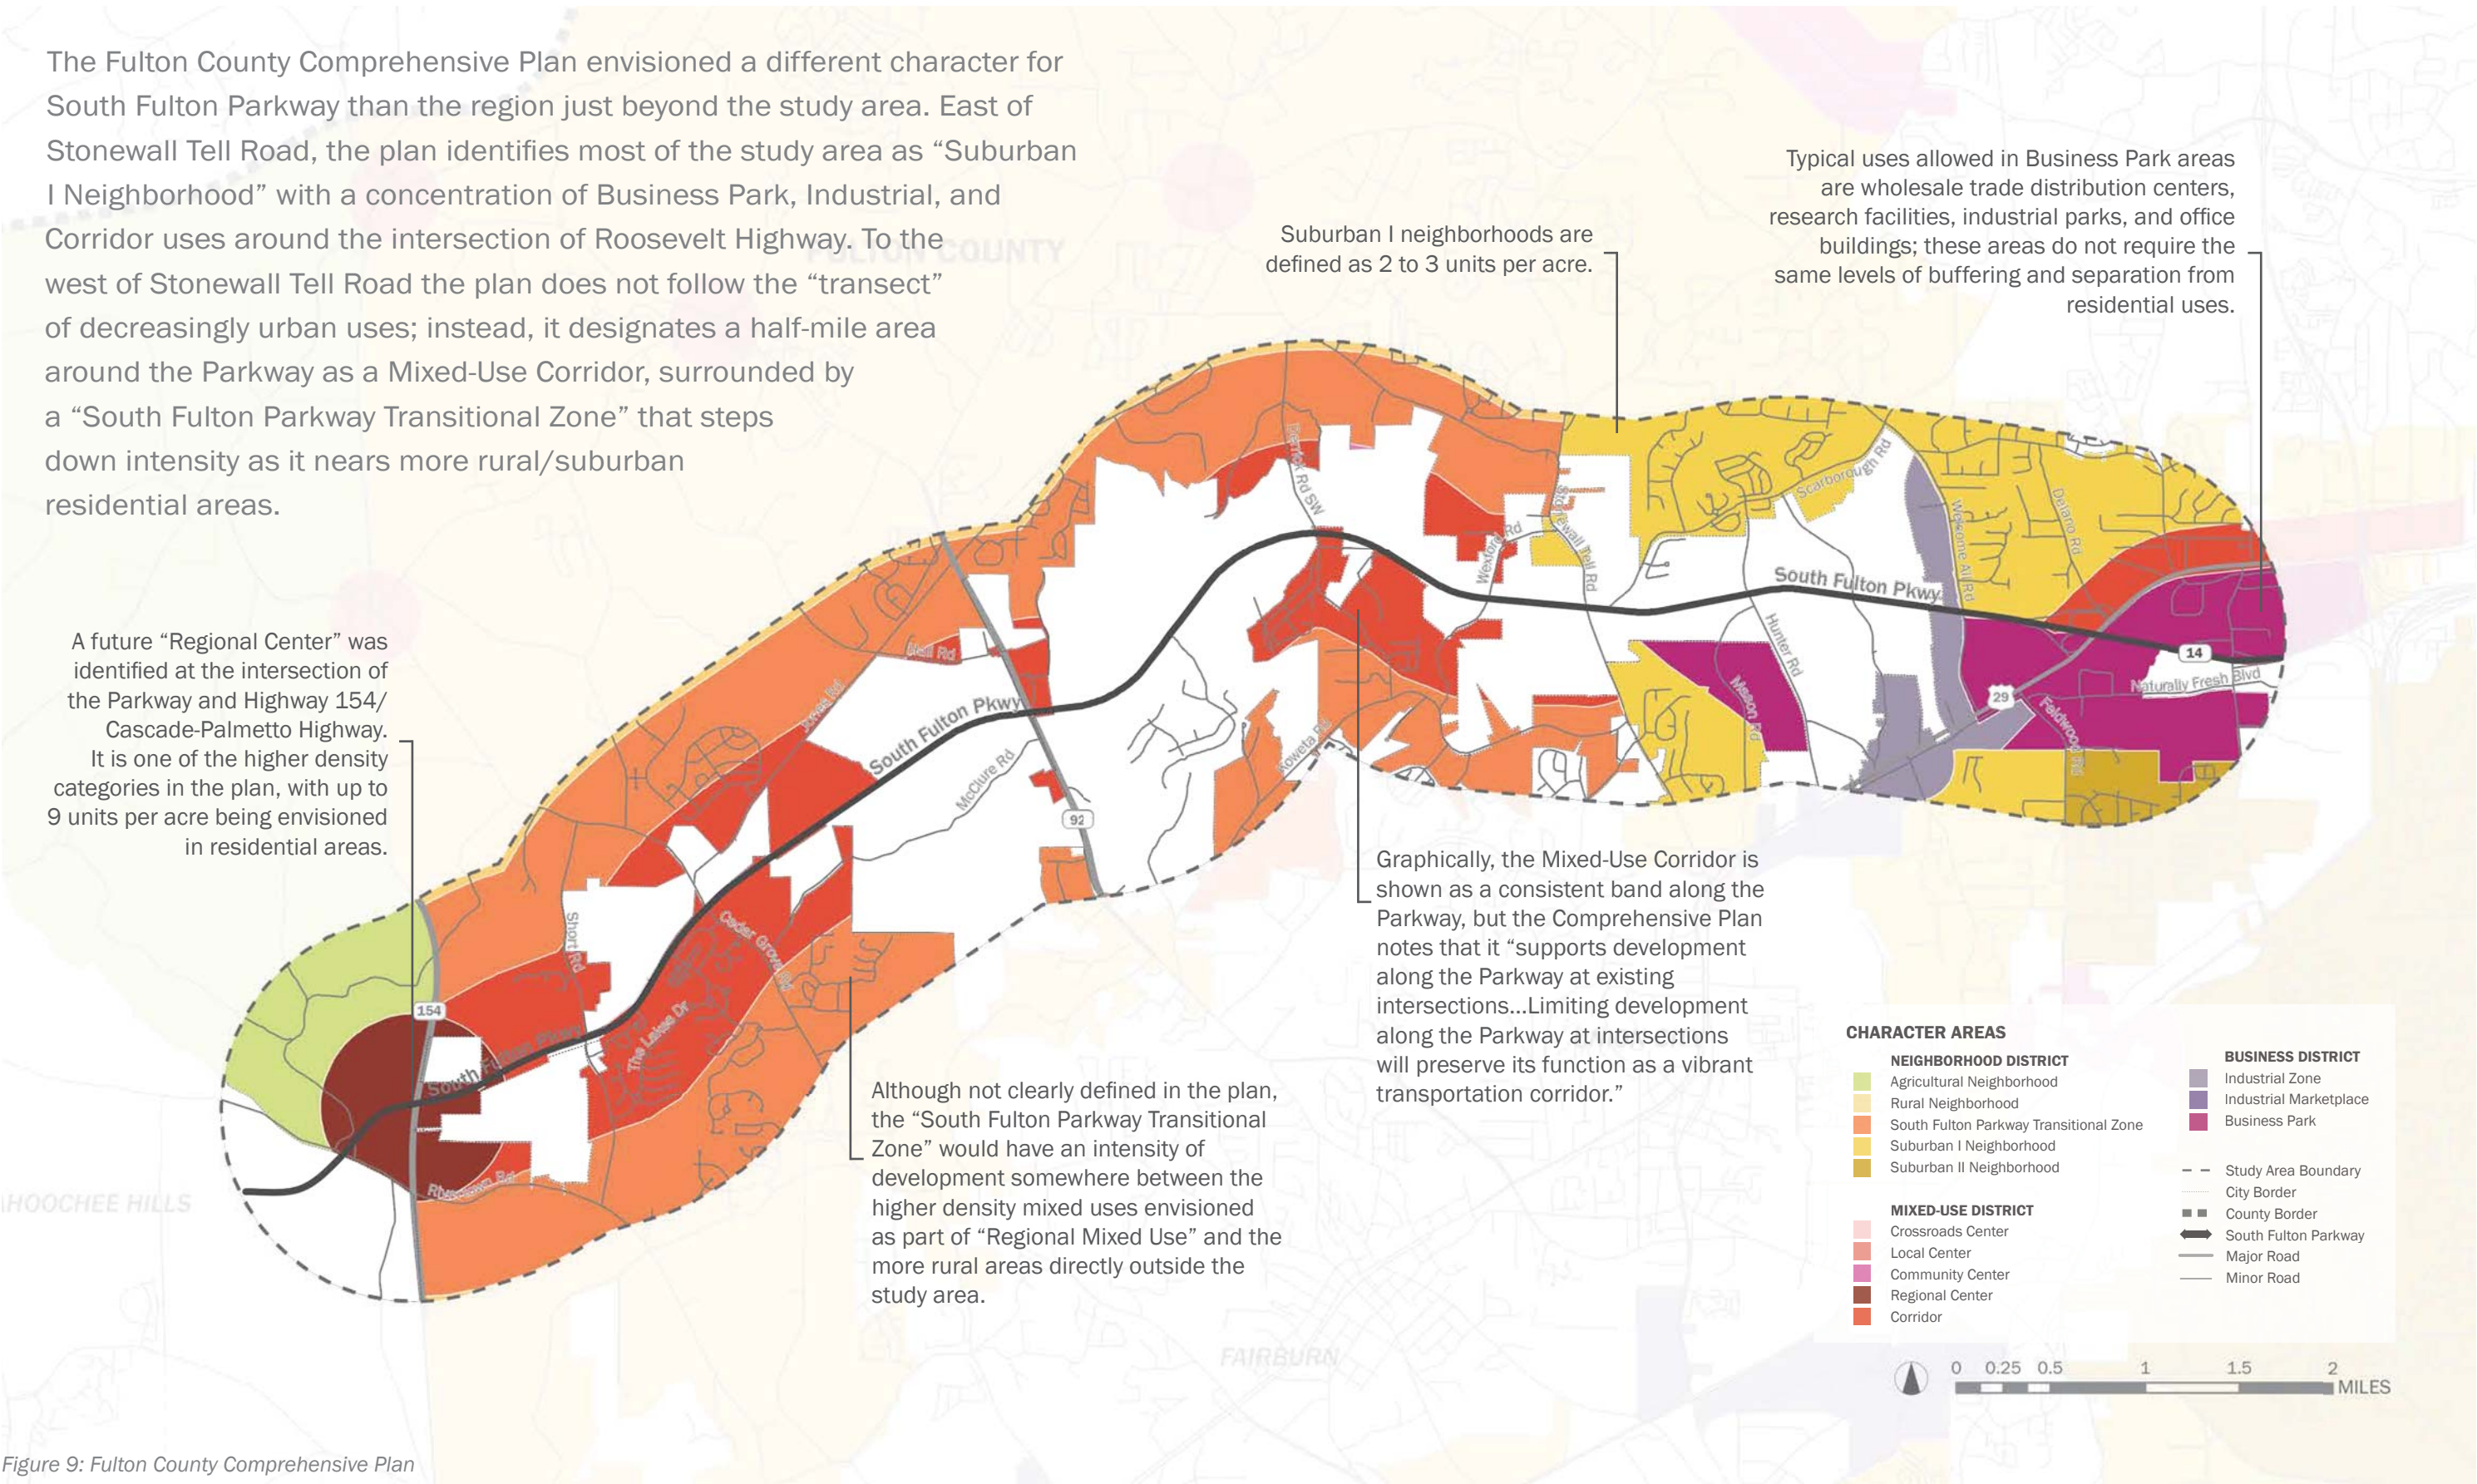 The Fulton County Comprehensive Plan envisioned a different character for
South Fulton Parkway than the region just beyond the study area. East of
Stonewall Tell Road, the plan identifies most of the study area as “Suburban
I Neighborhood” with a concentration of Business Park, Industrial, and
Corridor uses around the intersection of Roosevelt Highway. To the
west of Stonewall Tell Road the plan does not follow the “transect”
of decreasingly urban uses; instead, it designates a half-mile area
around the Parkway as a Mixed-Use Corridor, surrounded by
a “South Fulton Parkway Transitional Zone” that steps
down intensity as it nears more rural/suburban
residential areas.
FULTON COUNTY
Suburban I neighborhoods are
defined as 2 to 3 units per acre.
Typical uses allowed in Business Park areas
are wholesale trade distribution centers,
research facilities, industrial parks, and office
buildings; these areas do not require the
same levels of buffering and separation from
residential uses.
A future “Regional Center” was
identified at the intersection of
the Parkway and Highway 154/
Cascade-Palmetto Highway.
It is one of the higher density
categories in the plan, with up to
9 units per acre being envisioned
in residential areas.
Derrick Rd SW
Scarborough Rd
Stonewall Tell Rd
Wexford Rd
Welcome All Rd
Delano Rd
South Fulton Pkwy
Hunter Rd
Mason Rd
14
Naturally Fresh Blvd
29
Feldwood Rd
Hall Rd
Jones Rd
South Fulton Pkwy
McClure Rd
Koweta Rd
92
Short Rd
Cedar Grove Rd
The Lakes Dr
154
South Fulton Pkwy
Rivertown Rd
Graphically, the Mixed-Use Corridor is
shown as a consistent band along the
Parkway, but the Comprehensive Plan
notes that it “supports development
along the Parkway at existing
intersections...Limiting development
along the Parkway at intersections
will preserve its function as a vibrant
transportation corridor.”
Although not clearly defined in the plan,
the “South Fulton Parkway Transitional
Zone” would have an intensity of
development somewhere between the
higher density mixed uses envisioned
as part of “Regional Mixed Use” and the
more rural areas directly outside the
study area.
AHOOCHEE HILLS
FAIRBURN
CHARACTER AREAS
NEIGHBORHOOD DISTRICT
Agricultural Neighborhood
Rural Neighborhood
South Fulton Parkway Transitional Zone
Suburban I Neighborhood
Suburban II Neighborhood
MIXED-USE DISTRICT
Crossroads Center
Local Center
Community Center
Regional Center
Corridor
BUSINESS DISTRICT
Industrial Zone
Industrial Marketplace
Business Park
Study Area Boundary
City Border
County Border
South Fulton Parkway
Major Road
Minor Road
0 0.25 0.5 1 1.5 2
MILES
Figure 9: Fulton County Comprehensive Plan